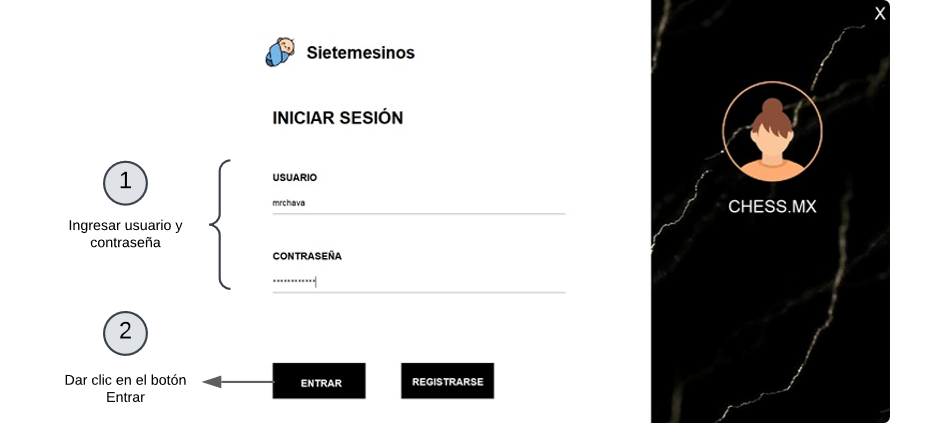 X
Sietemesinos
INICIAR SESIÓN
1
Ingresar usuario y
contraseña
USUARIO
mrchava
CONTRASEÑA
************
2
Dar clic en el botón
Entrar
ENTRAR
REGISTRARSE
CHESS.MX